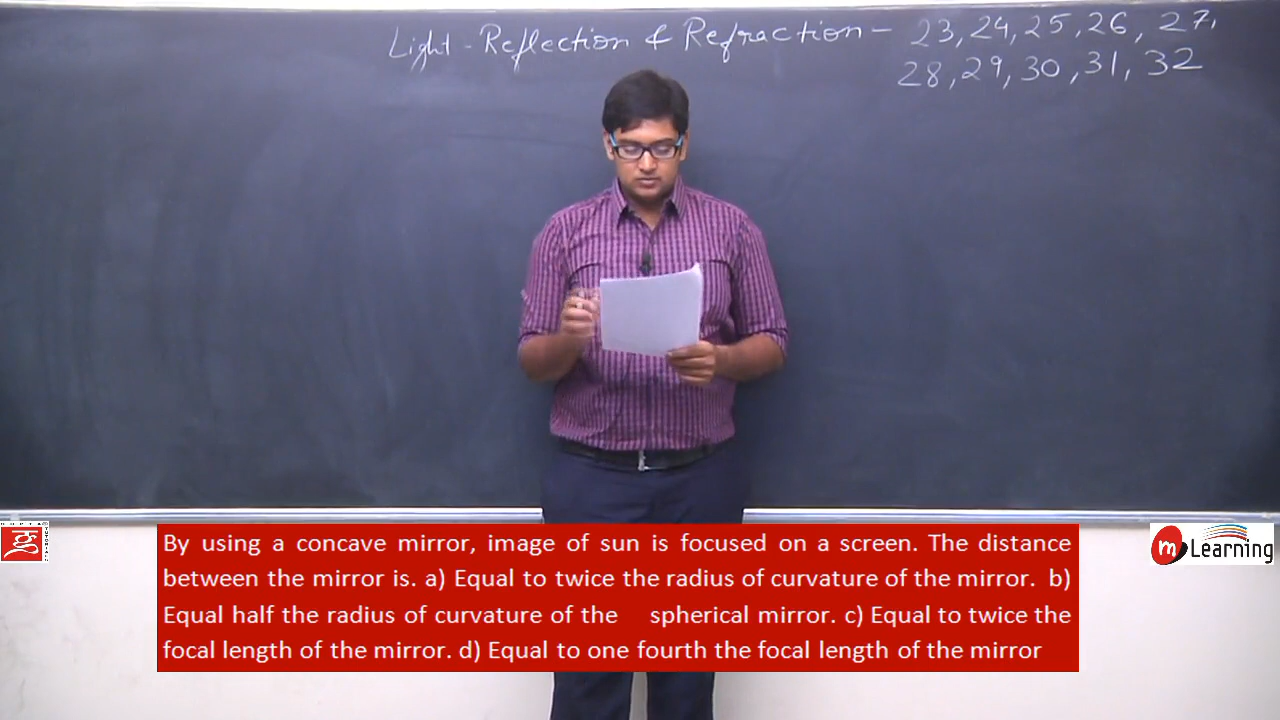 Light - Reflection & Refraction - 23, 24, 25, 26, 27,
28, 29, 30, 31, 32
By using a concave mirror, image of sun is focused on a screen. The distance
between the mirror is. a) Equal to twice the radius of curvature of the mirror. b)
Equal half the radius of curvature of the spherical mirror. c) Equal to twice the
focal length of the mirror. d) Equal to one fourth the focal length of the mirror
m Learning